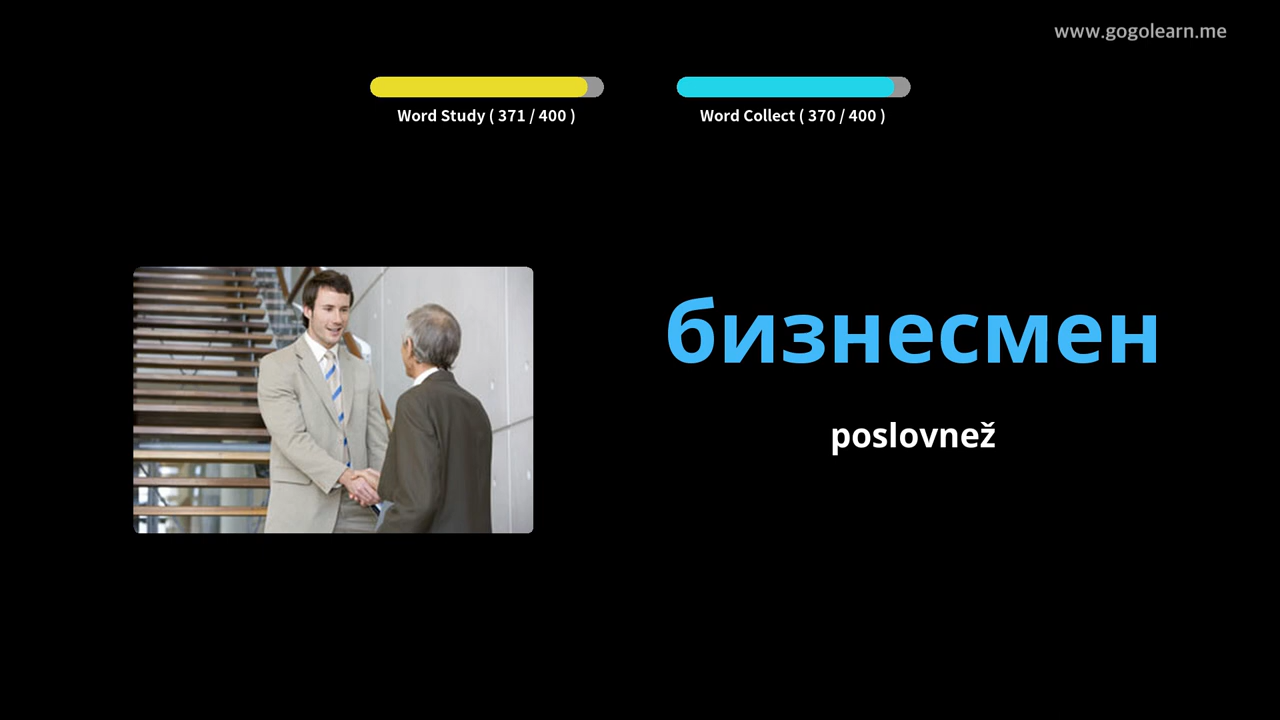 www.gogolearn.me
Word Study ( 371 / 400 )
Word Collect ( 370 / 400 )
бизнесмен
poslovnež